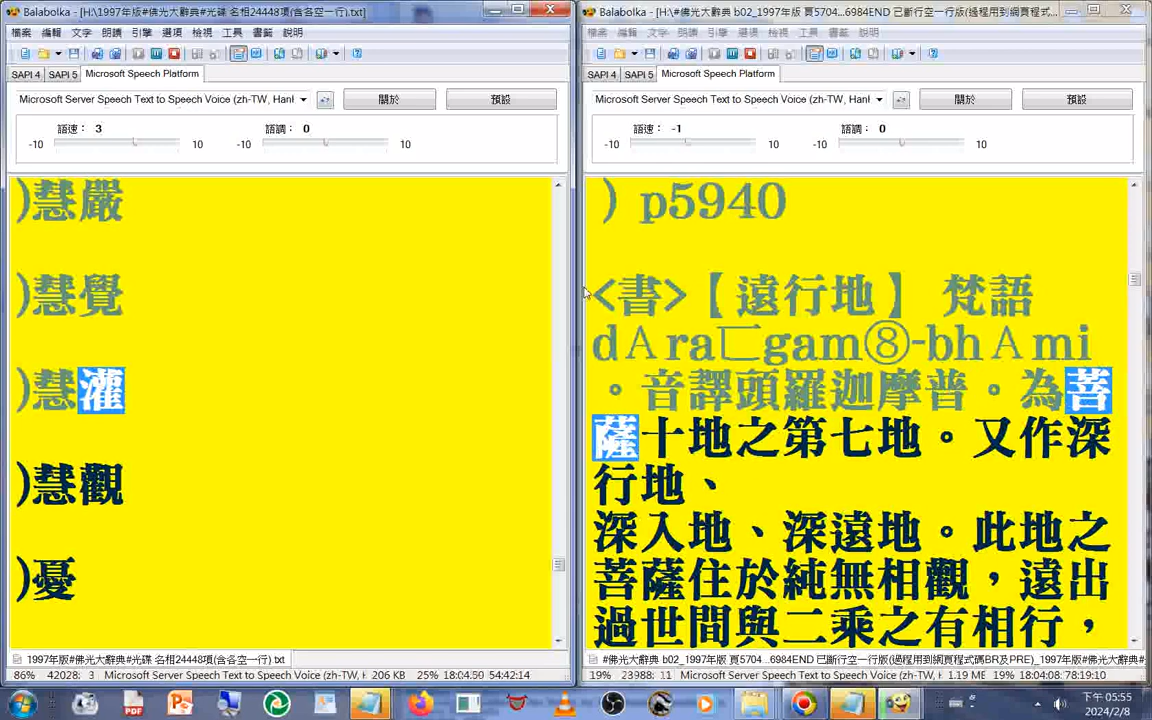 Balabolka - [H:\1997年版#佛光大辭典#光碟 名相24448項(含各空一行).txt]
檔案 編輯 文字 朗讀 引擎 選項 檢視 工具 書籤 說明
SAPI 4 SAPI 5 Microsoft Speech Platform
Microsoft Server Speech Text to Speech Voice (zh-TW, Hanl
關於 預設
語速： 3 語調： 0
-10 10 -10 10
)慧嚴
)慧覺
)慧灌
)慧觀
)憂
1997年版#佛光大辭典#光碟 名相24448項(含各空一行).txt
86% 42028: 3 Microsoft Server Speech Text to Speech Voice (zh-TW, H 206 KB 25% 18:04:50 54:42:14
Balabolka - [H:\#佛光大辭典 b02_1997年版 頁5704...6984END 已斷行空一行版(過程用到網頁程式...
檔案 編輯 文字 朗讀 引擎 選項 檢視 工具 書籤 說明
SAPI 4 SAPI 5 Microsoft Speech Platform
Microsoft Server Speech Text to Speech Voice (zh-TW, Hanl
關於 預設
語速： -1 語調： 0
-10 10 -10 10
）p5940
<書>【遠行地】 梵語
dＡra匚gam⑧-bhＡmi
。音譯頭羅迦摩普。為菩
薩十地之第七地。又作深
行地、
深入地、深遠地。此地之
菩薩住於純無相觀，遠出
過世間與二乘之有相行，
#佛光大辭典 b02_1997年版 頁5704...6984END 已斷行空一行版(過程用到網頁程式碼BR及PRE)_1997年版#
19% 23988: 11 Microsoft Server Speech Text to Speech Voice (zh-TW, H 1.19 ME 19% 18:04:08 78:19:10
PDF
下午 05:55
2024/2/8